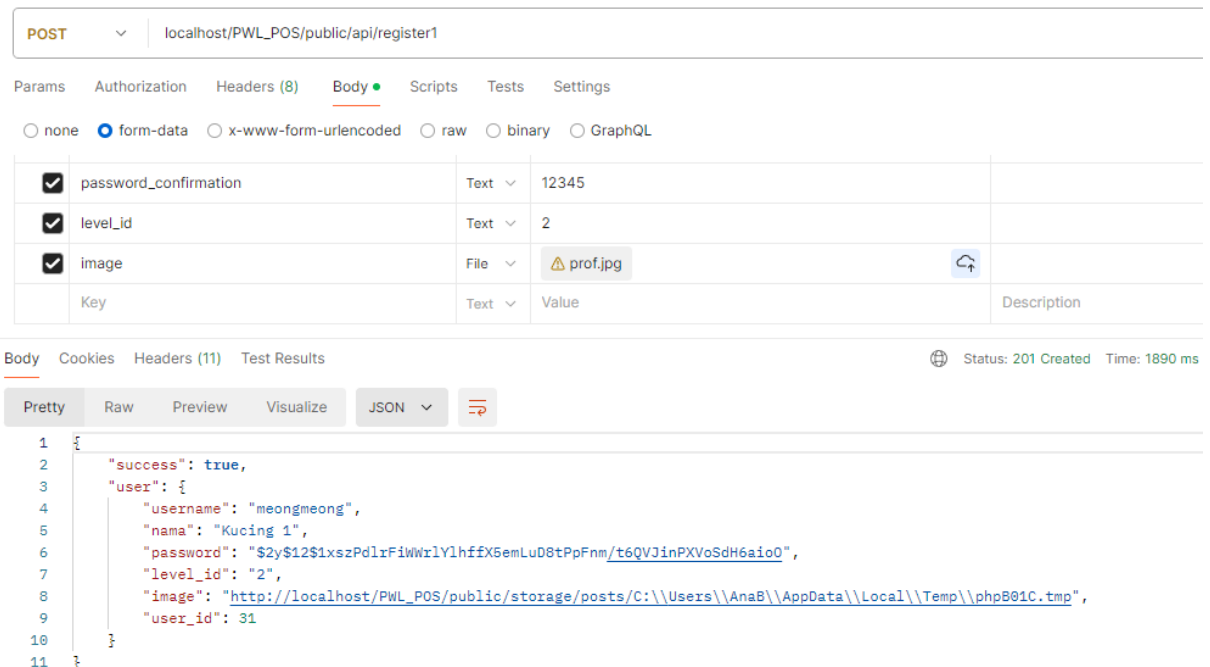 POST localhost/PWL_POS/public/api/register1
Params Authorization Headers (8) Body Scripts Tests Settings
none form-data x-www-form-urlencoded raw binary GraphQL
password_confirmation Text 12345
level_id Text 2
image File prof.jpg
Key Text Value Description
Body Cookies Headers (11) Test Results Status: 201 Created Time: 1890 ms
Pretty Raw Preview Visualize JSON
1 {
2 "success": true,
3 "user": {
4 "username": "meongmeong",
5 "nama": "Kucing 1",
6 "password": "$2y$12$1xszPdlrFiWWrlYlhffX5emLuD8tPpFnm/t6QVJinPXVoSdH6aioO",
7 "level_id": "2",
8 "image": "http://localhost/PWL_POS/public/storage/posts/C:\\Users\\AnaB\\AppData\\Local\\Temp\\phpB01C.tmp",
9 "user_id": 31
10 }
11 }